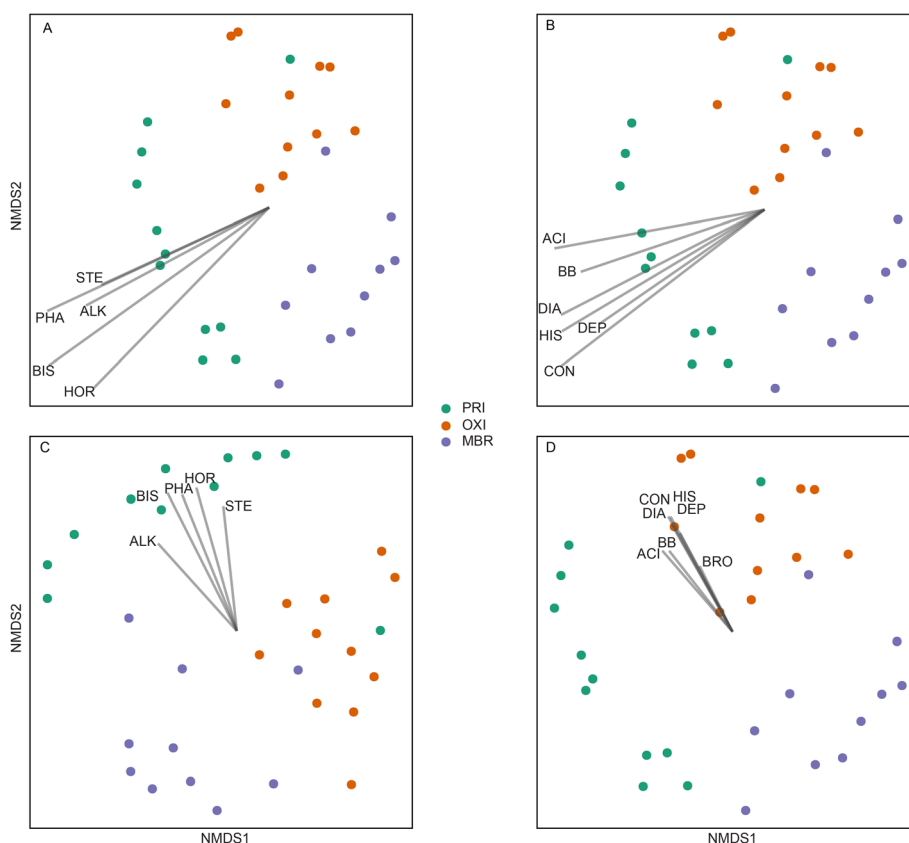 A
NMDS2
STE
PHA
ALK
BIS
HOR
B
ACI
BB
DIA
HIS
DEP
CON
PRI
OXI
MBR
C
NMDS2
HOR
BIS
PHA
STE
ALK
NMDS1
D
CON HIS
DIA DEP
BB
ACI
BRO
NMDS1